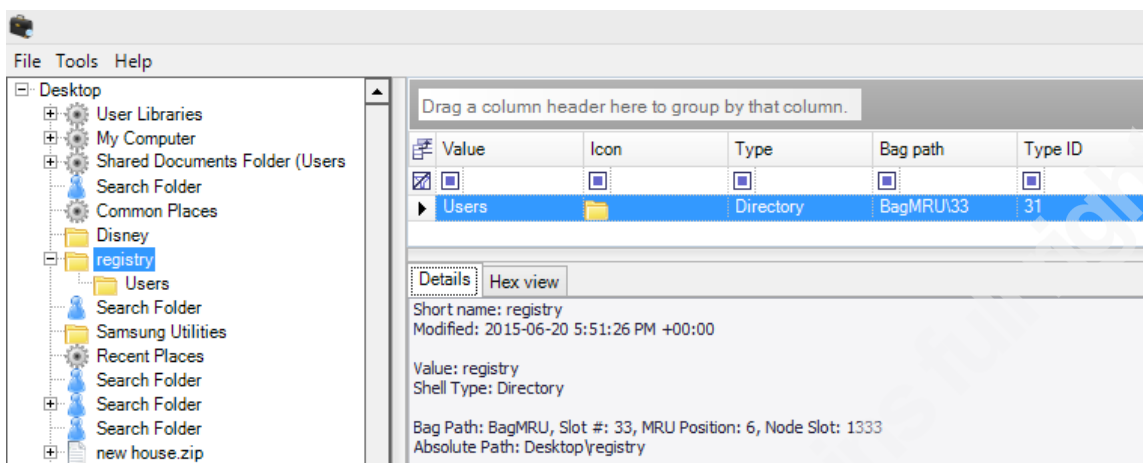 File Tools Help
Desktop
User Libraries
My Computer
Shared Documents Folder (Users
Search Folder
Common Places
Disney
registry
Users
Search Folder
Samsung Utilities
Recent Places
Search Folder
Search Folder
Search Folder
new house.zip
Drag a column header here to group by that column.
Value Icon Type Bag path Type ID
Users Directory BagMRU\33 31
Details Hex view
Short name: registry
Modified: 2015-06-20 5:51:26 PM +00:00
Value: registry
Shell Type: Directory
Bag Path: BagMRU, Slot #: 33, MRU Position: 6, Node Slot: 1333
Absolute Path: Desktop\registry